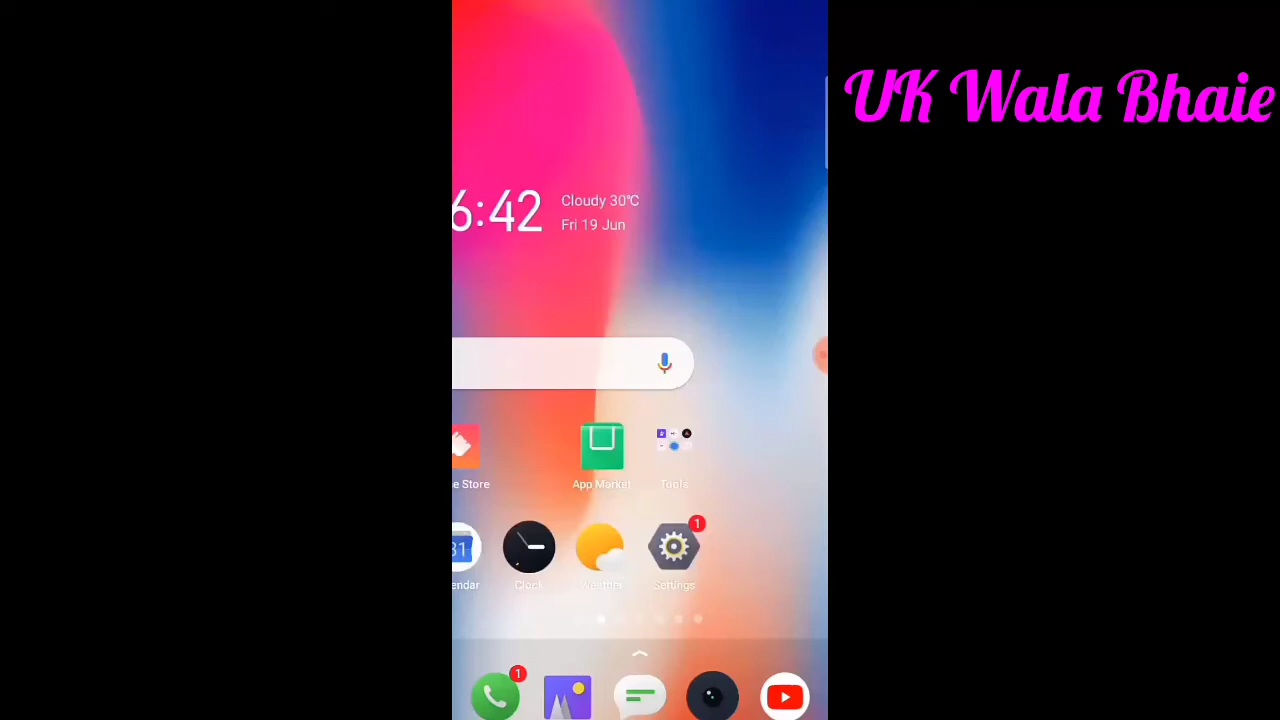 UK Wala Bhaie
6:42
Cloudy 30℃
Fri 19 Jun
e Store
App Market
Tools
31
1
endar
Clock
Weather
Settings
1